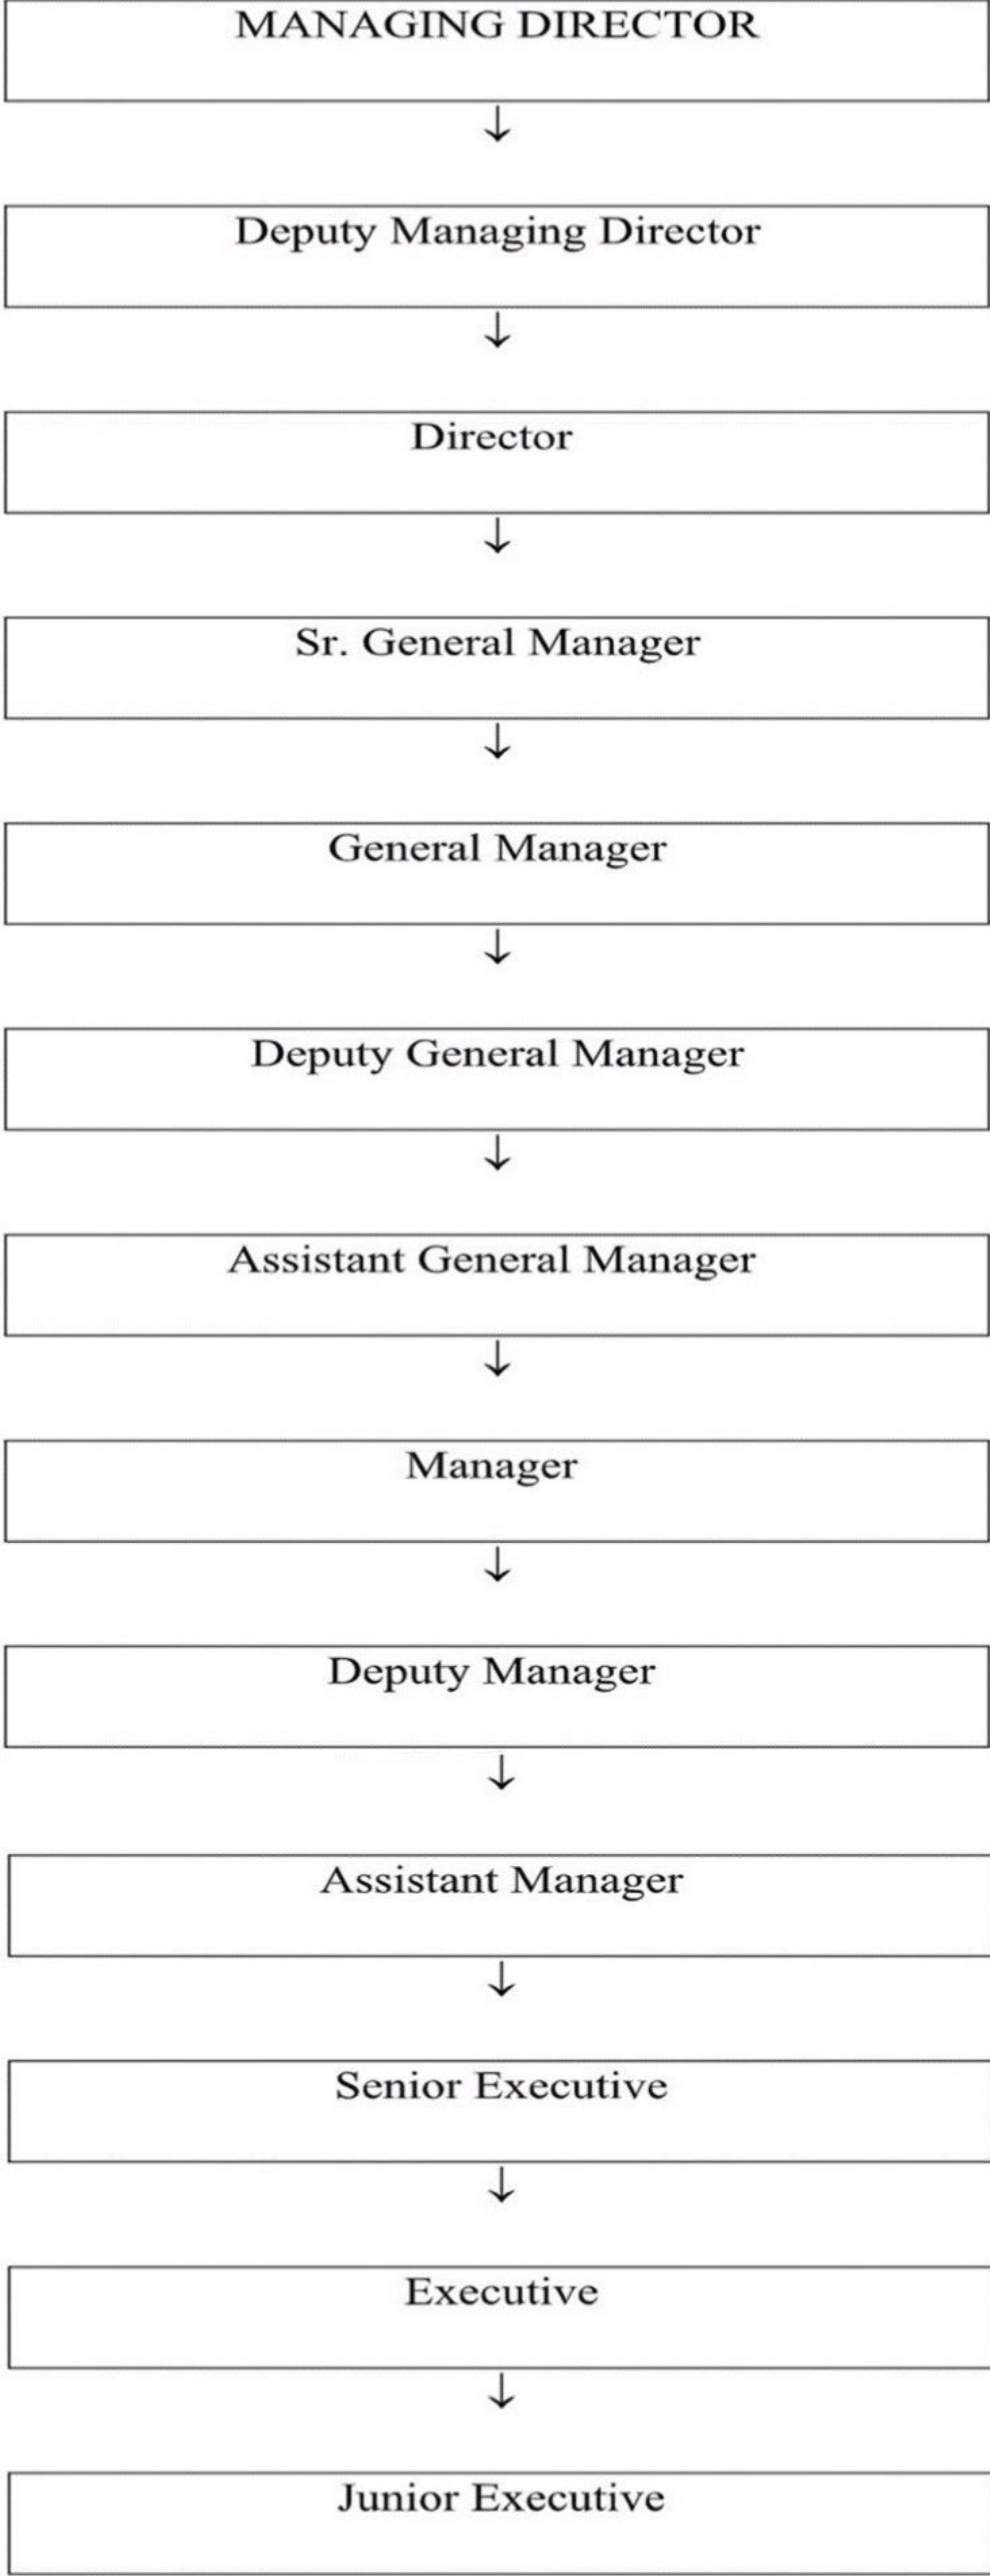 MANAGING DIRECTOR
↓
Deputy Managing Director
↓
Director
↓
Sr. General Manager
↓
General Manager
↓
Deputy General Manager
↓
Assistant General Manager
↓
Manager
↓
Deputy Manager
↓
Assistant Manager
↓
Senior Executive
↓
Executive
↓
Junior Executive